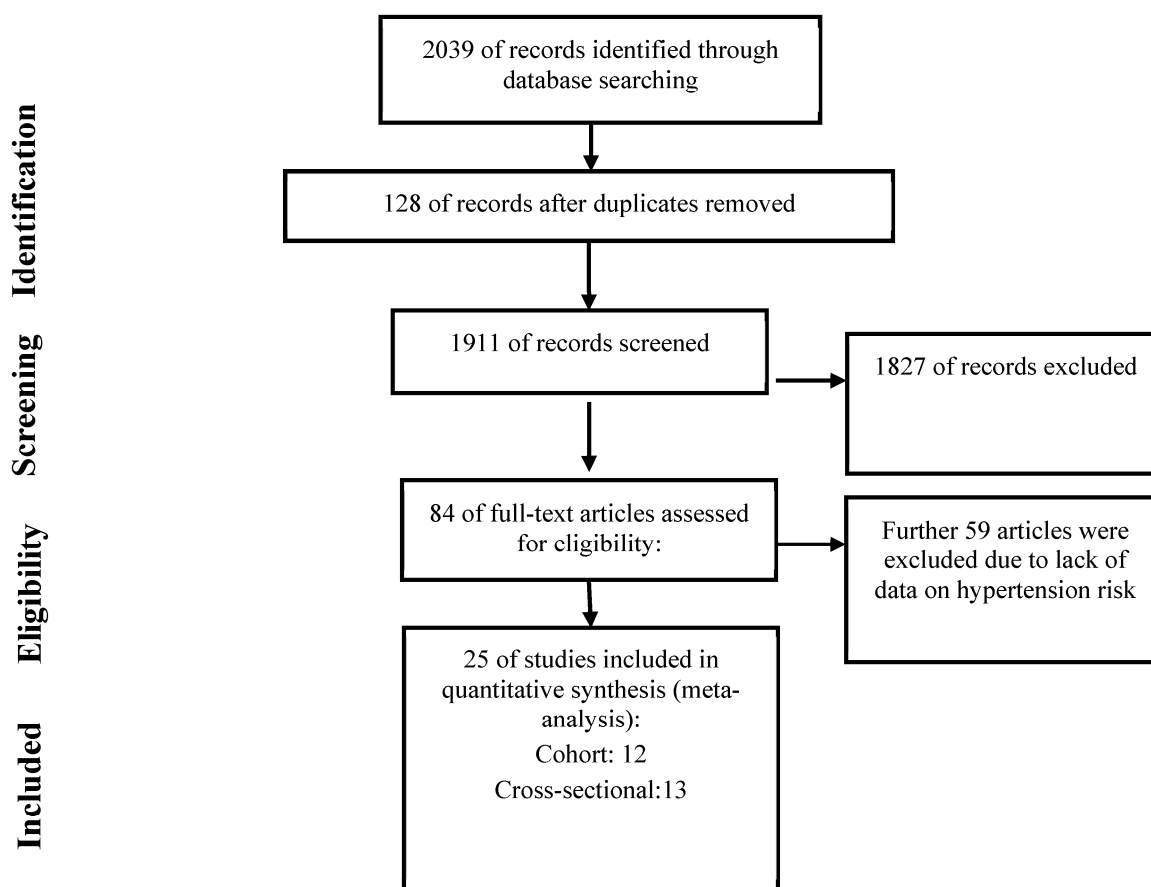 2039 of records identified through
database searching
128 of records after duplicates removed
Identification
1911 of records screened
1827 of records excluded
Screening
84 of full-text articles assessed
for cligibility:
Further 59 articles were
excluded due to lack of
data on hypertension risk
Eligibility
25 of studies included in
quantitative synthesis (meta-
analysis):
Cohort: 12
Cross-sectional:13
Included